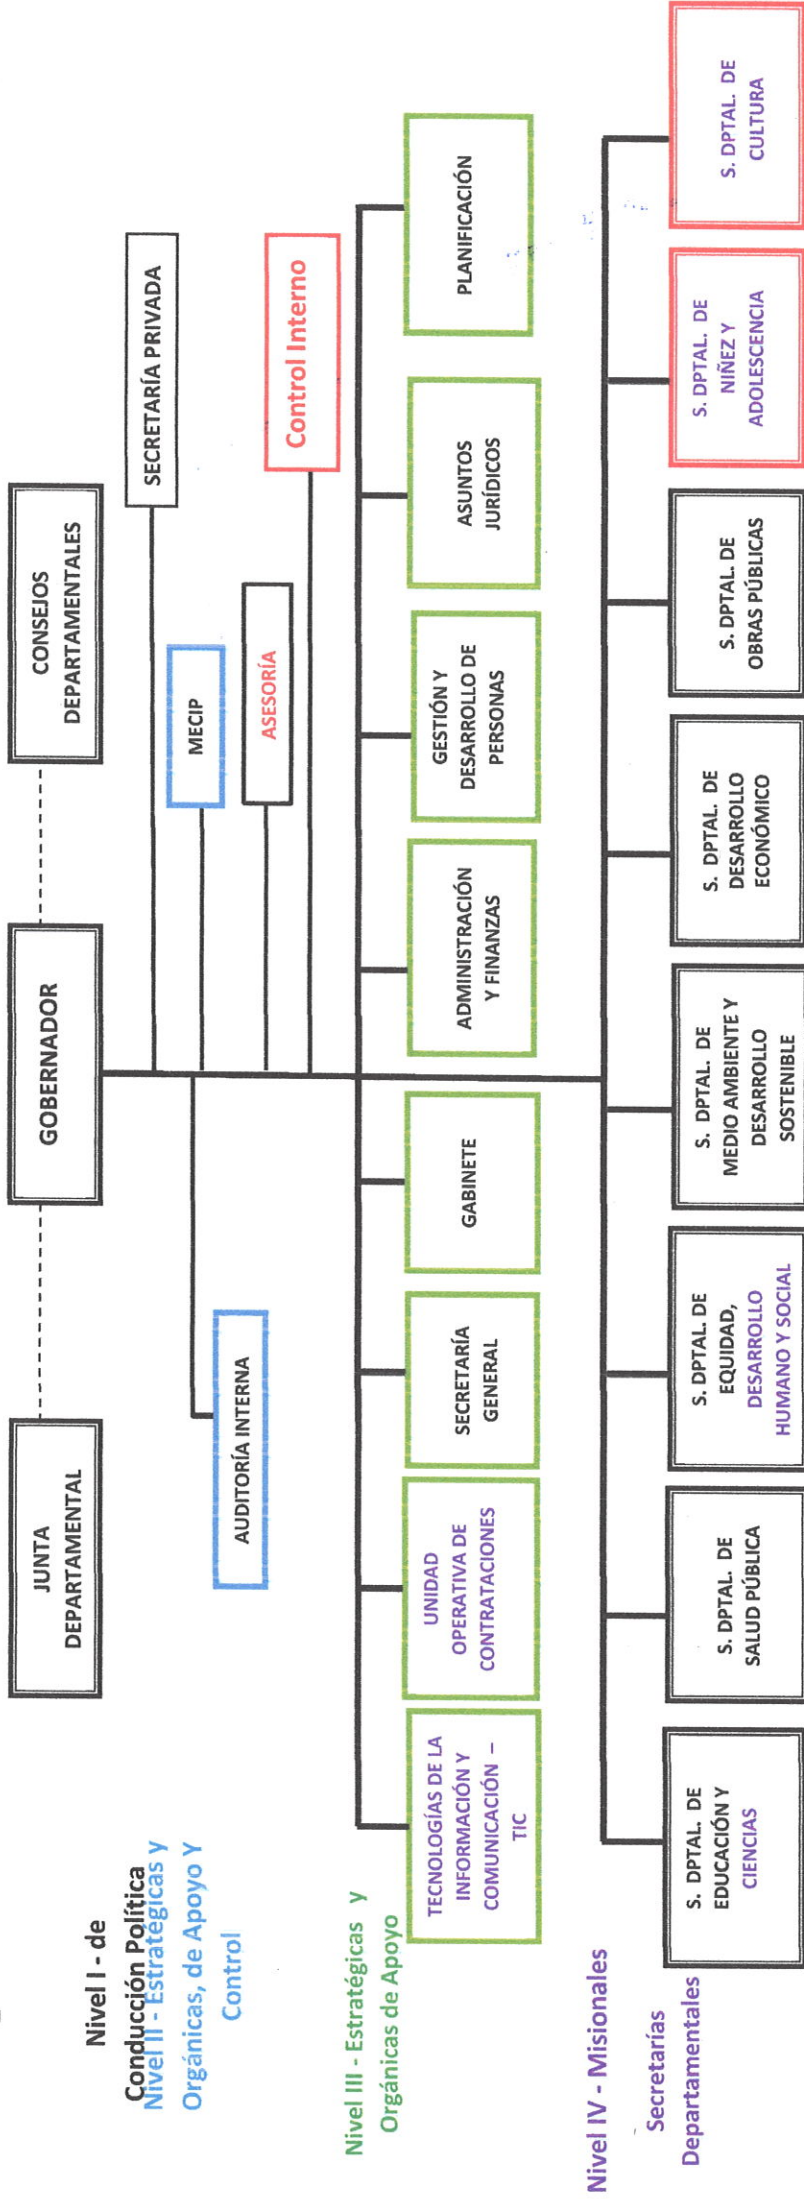 JUNTA
DEPARTAMENTAL
GOBERNADOR
CONSEJOS
DEPARTAMENTALES
Nivel I - de
Conducción Política
Nivel II - Estratégicas y
Orgánicas, de Apoyo Y
Control
SECRETARÍA PRIVADA
MECIP
AUDITORÍA INTERNA
ASESORÍA
Control Interno
Nivel III - Estratégicas y
Orgánicas de Apoyo
TECNOLOGÍAS DE LA
INFORMACIÓN Y
COMUNICACIÓN –
TIC
UNIDAD
OPERATIVA DE
CONTRATACIONES
SECRETARÍA
GENERAL
GABINETE
ADMINISTRACIÓN
Y FINANZAS
GESTIÓN Y
DESARROLLO DE
PERSONAS
ASUNTOS
JURÍDICOS
PLANIFICACIÓN
Nivel IV - Misionales
Secretarías
Departamentales
S. DPTAL. DE
EDUCACIÓN Y
CIENCIAS
S. DPTAL. DE
SALUD PÚBLICA
S. DPTAL. DE
EQUIDAD,
DESARROLLO
HUMANO Y SOCIAL
S. DPTAL. DE
MEDIO AMBIENTE Y
DESARROLLO
SOSTENIBLE
S. DPTAL. DE
DESARROLLO
ECONÓMICO
S. DPTAL. DE
OBRAS PÚBLICAS
S. DPTAL. DE
NIÑEZ Y
ADOLESCENCIA
S. DPTAL. DE
CULTURA